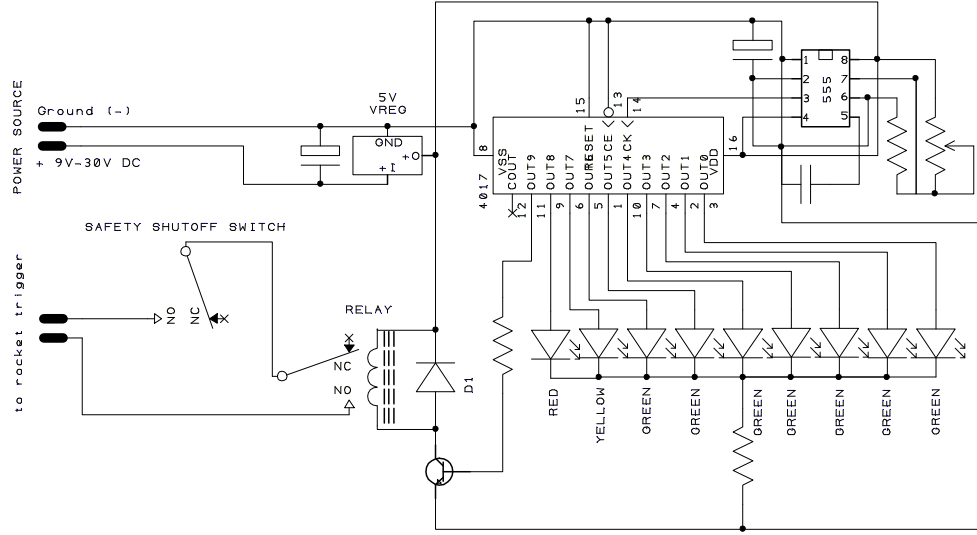 POWER SOURCE
Ground (-)
+ 9V-30V DC
5V
VREG
GND
+O
+I
SAFETY SHUTOFF SWITCH
NO
NC
to rocket trigger
RELAY
NC
NO
D1
4017
8
15
13
14
16
VSS
COUT
OUT9
OUT8
OUT7
OUT6
RESET
OUT5
CE
OUT4
CK
OUT3
OUT2
OUT1
OUT0
VDD
12
11
9
6
5
1
10
7
4
2
3
555
1
2
3
4
8
7
6
5
RED
YELLOW
GREEN
GREEN
GREEN
GREEN
GREEN
GREEN
GREEN